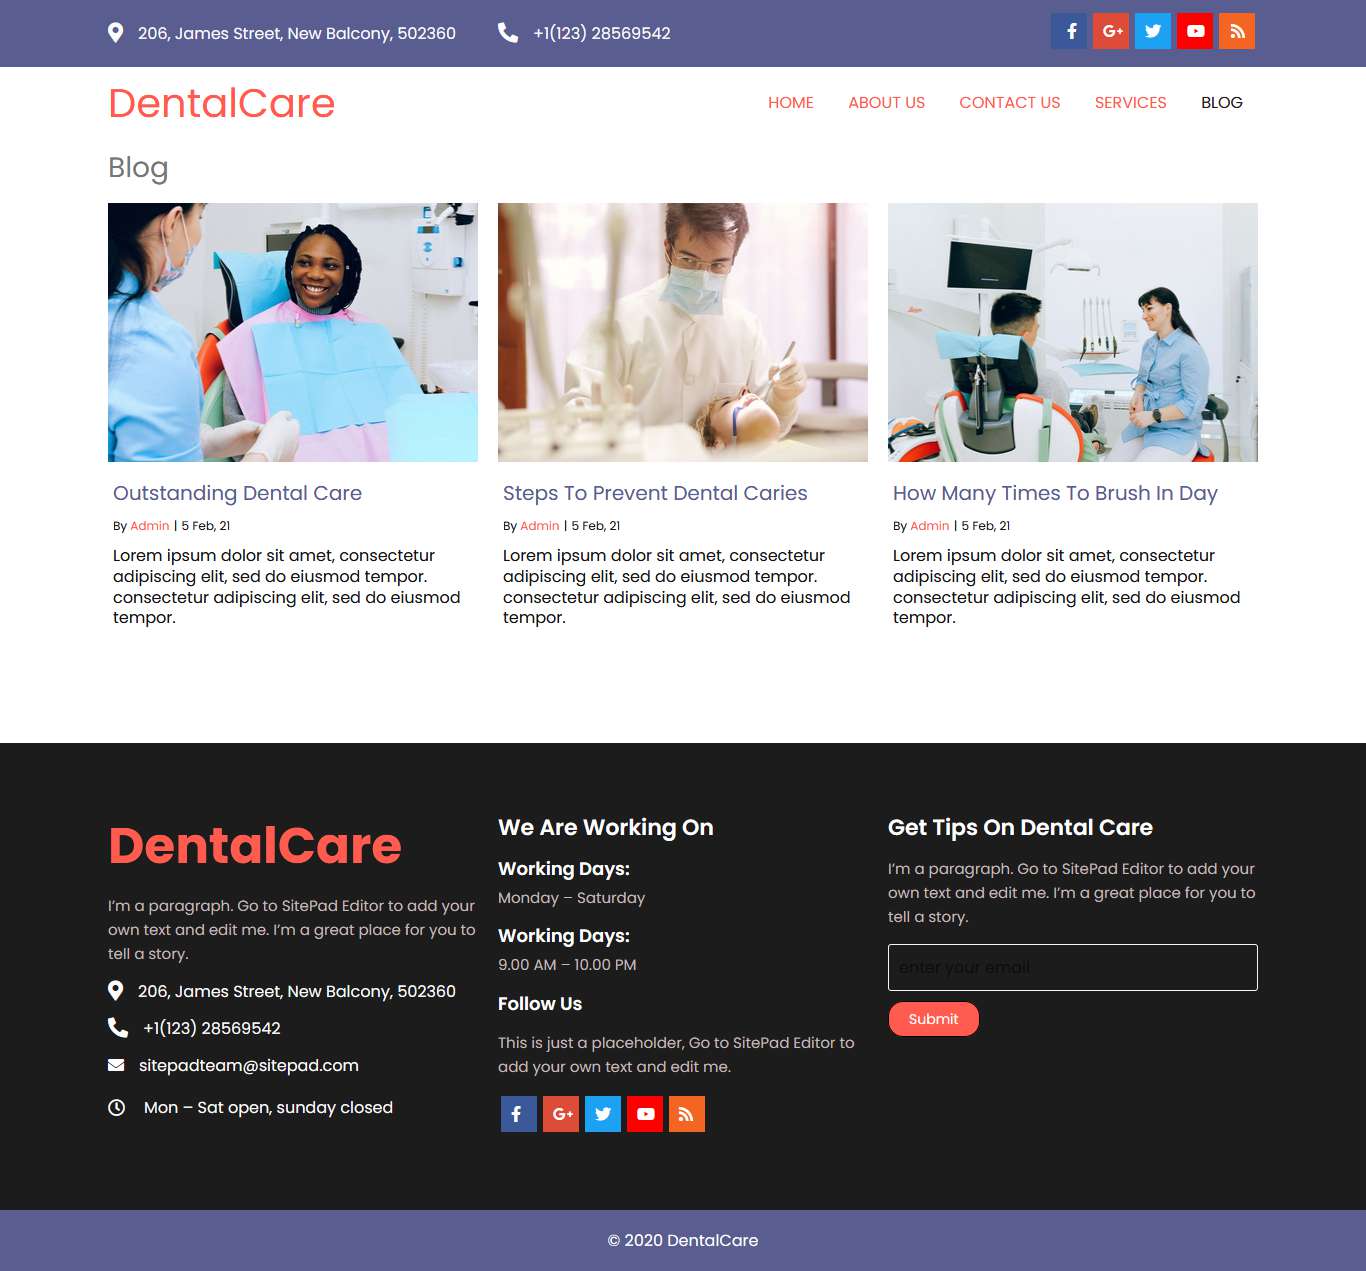 206, James Street, New Balcony, 502360
+1(123) 28569542
DentalCare
HOME ABOUT US CONTACT US SERVICES BLOG
Blog
Outstanding Dental Care
By Admin | 5 Feb, 21
Lorem ipsum dolor sit amet, consectetur
adipiscing elit, sed do eiusmod tempor.
consectetur adipiscing elit, sed do eiusmod
tempor.
Steps To Prevent Dental Caries
By Admin | 5 Feb, 21
Lorem ipsum dolor sit amet, consectetur
adipiscing elit, sed do eiusmod tempor.
consectetur adipiscing elit, sed do eiusmod
tempor.
How Many Times To Brush In Day
By Admin | 5 Feb, 21
Lorem ipsum dolor sit amet, consectetur
adipiscing elit, sed do eiusmod tempor.
consectetur adipiscing elit, sed do eiusmod
tempor.
DentalCare
I'm a paragraph. Go to SitePad Editor to add your
own text and edit me. I'm a great place for you to
tell a story.
206, James Street, New Balcony, 502360
+1(123) 28569542
sitepadteam@sitepad.com
Mon – Sat open, sunday closed
We Are Working On
Working Days:
Monday – Saturday
Working Days:
9.00 AM – 10.00 PM
Follow Us
This is just a placeholder, Go to SitePad Editor to
add your own text and edit me.
Get Tips On Dental Care
I'm a paragraph. Go to SitePad Editor to add your
own text and edit me. I'm a great place for you to
tell a story.
enter your email
Submit
© 2020 DentalCare